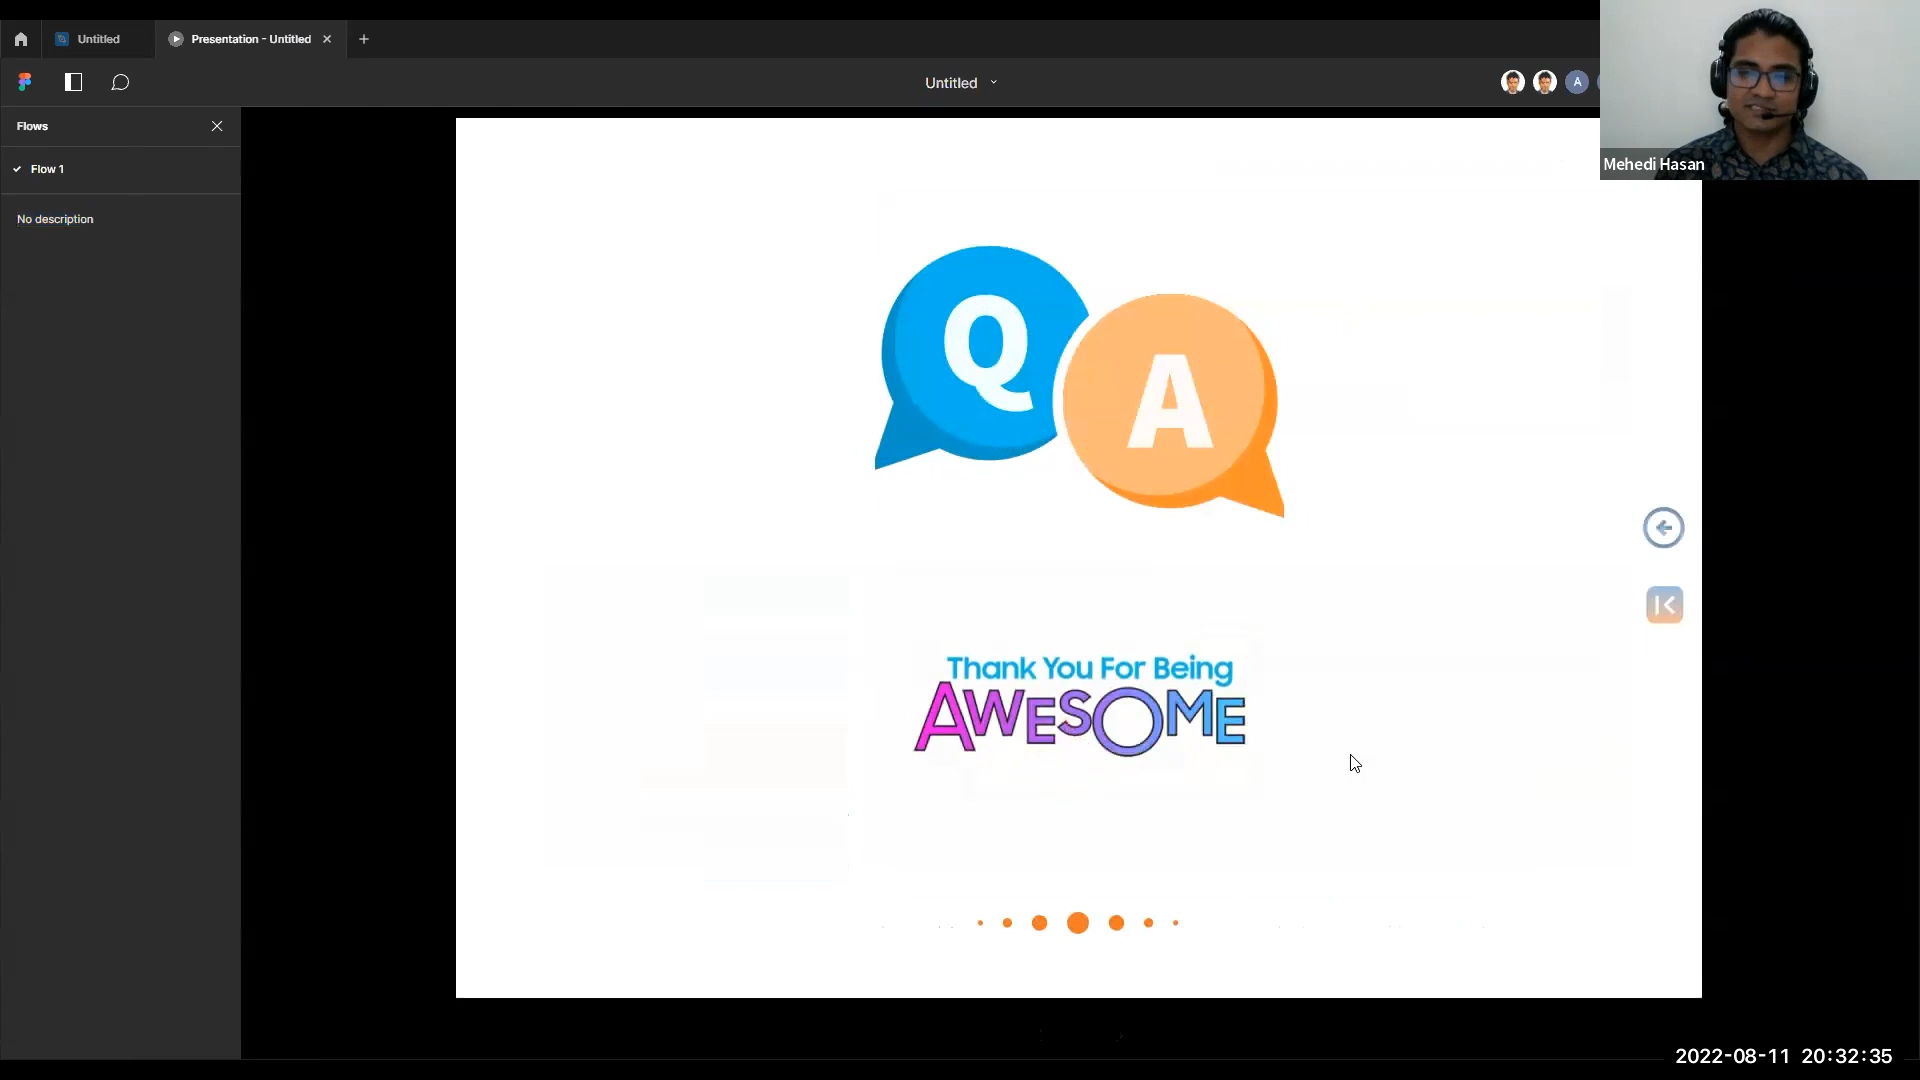 Untitled
Presentation - Untitled
Untitled
A
Mehedi Hasan
Flows
Flow 1
No description
Q
A
Thank You For Being
AWESOME
2022-08-11 20:32:35